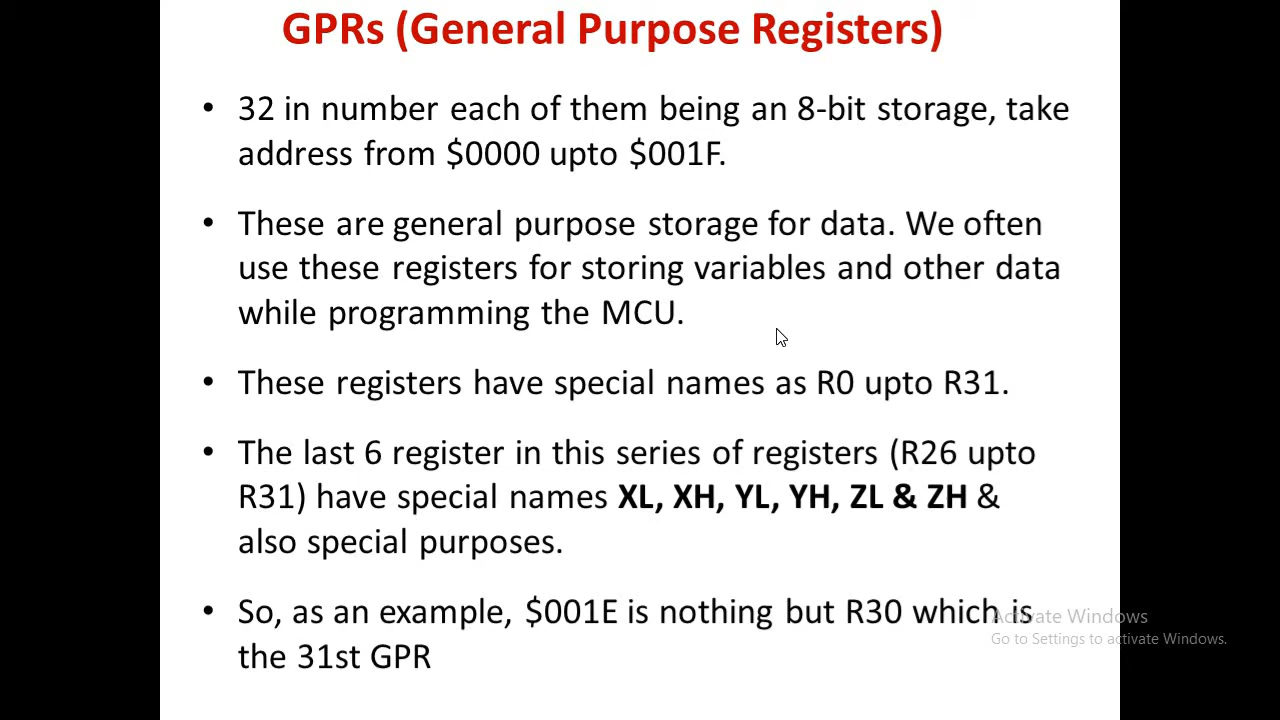 GPRs (General Purpose Registers)
• 32 in number each of them being an 8-bit storage, take
address from $0000 upto $001F.
• These are general purpose storage for data. We often
use these registers for storing variables and other data
while programming the MCU.
• These registers have special names as R0 upto R31.
• The last 6 register in this series of registers (R26 upto
R31) have special names XL, XH, YL, YH, ZL & ZH &
also special purposes.
• So, as an example, $001E is nothing but R30 which is
the 31st GPR
Activate Windows
Go to Settings to activate Windows.